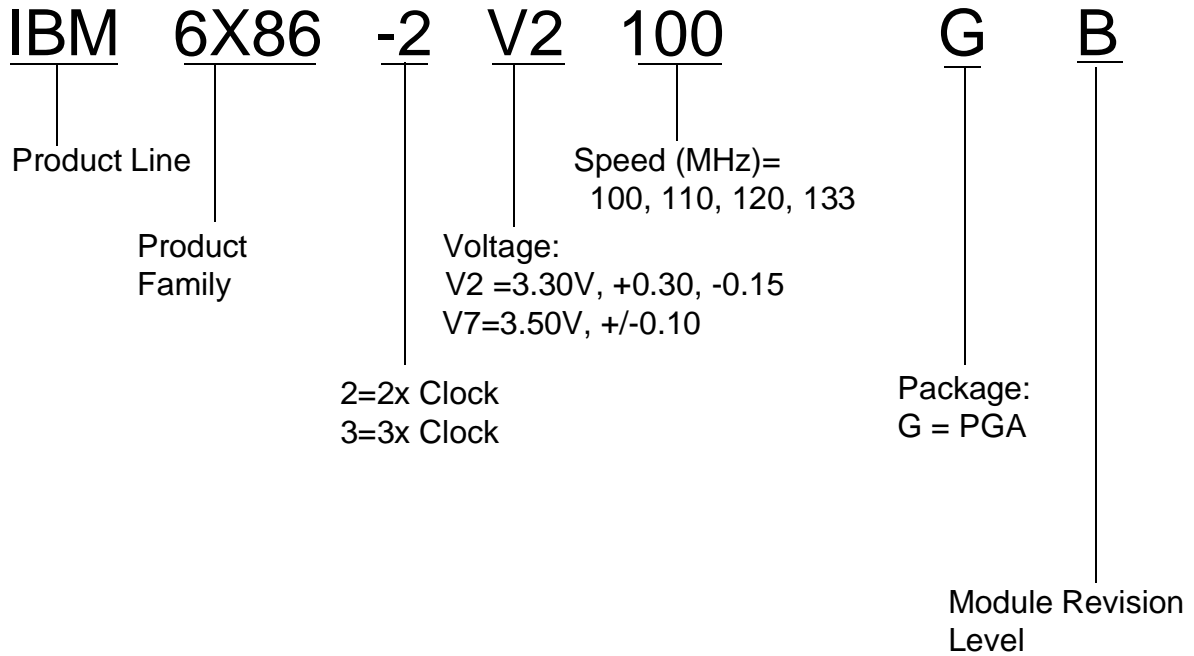 IBM 6X86 -2 V2 100 G B
Product Line
Speed (MHz)=
100, 110, 120, 133
Product
Family
Voltage:
V2 =3.30V, +0.30, -0.15
V7=3.50V, +/-0.10
2=2x Clock
3=3x Clock
Package:
G = PGA
Module Revision
Level